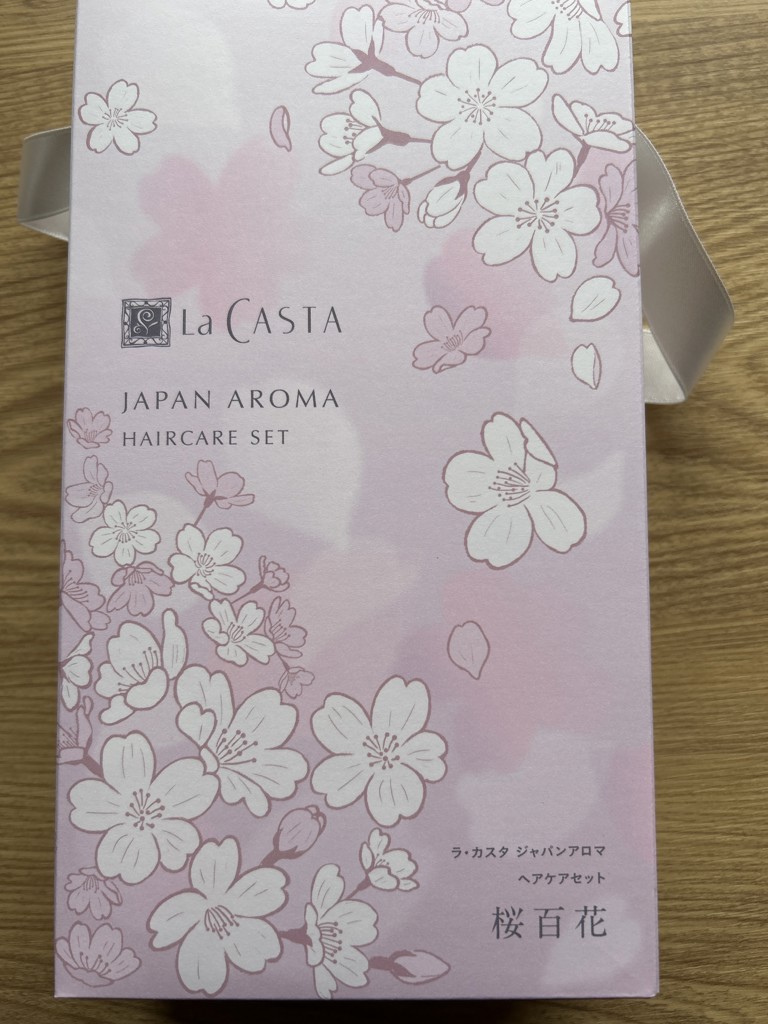 La CASTA
JAPAN AROMA
HAIRCARE SET
ラ・カスタ ジャパンアロマ
ヘアケアセット
桜百花